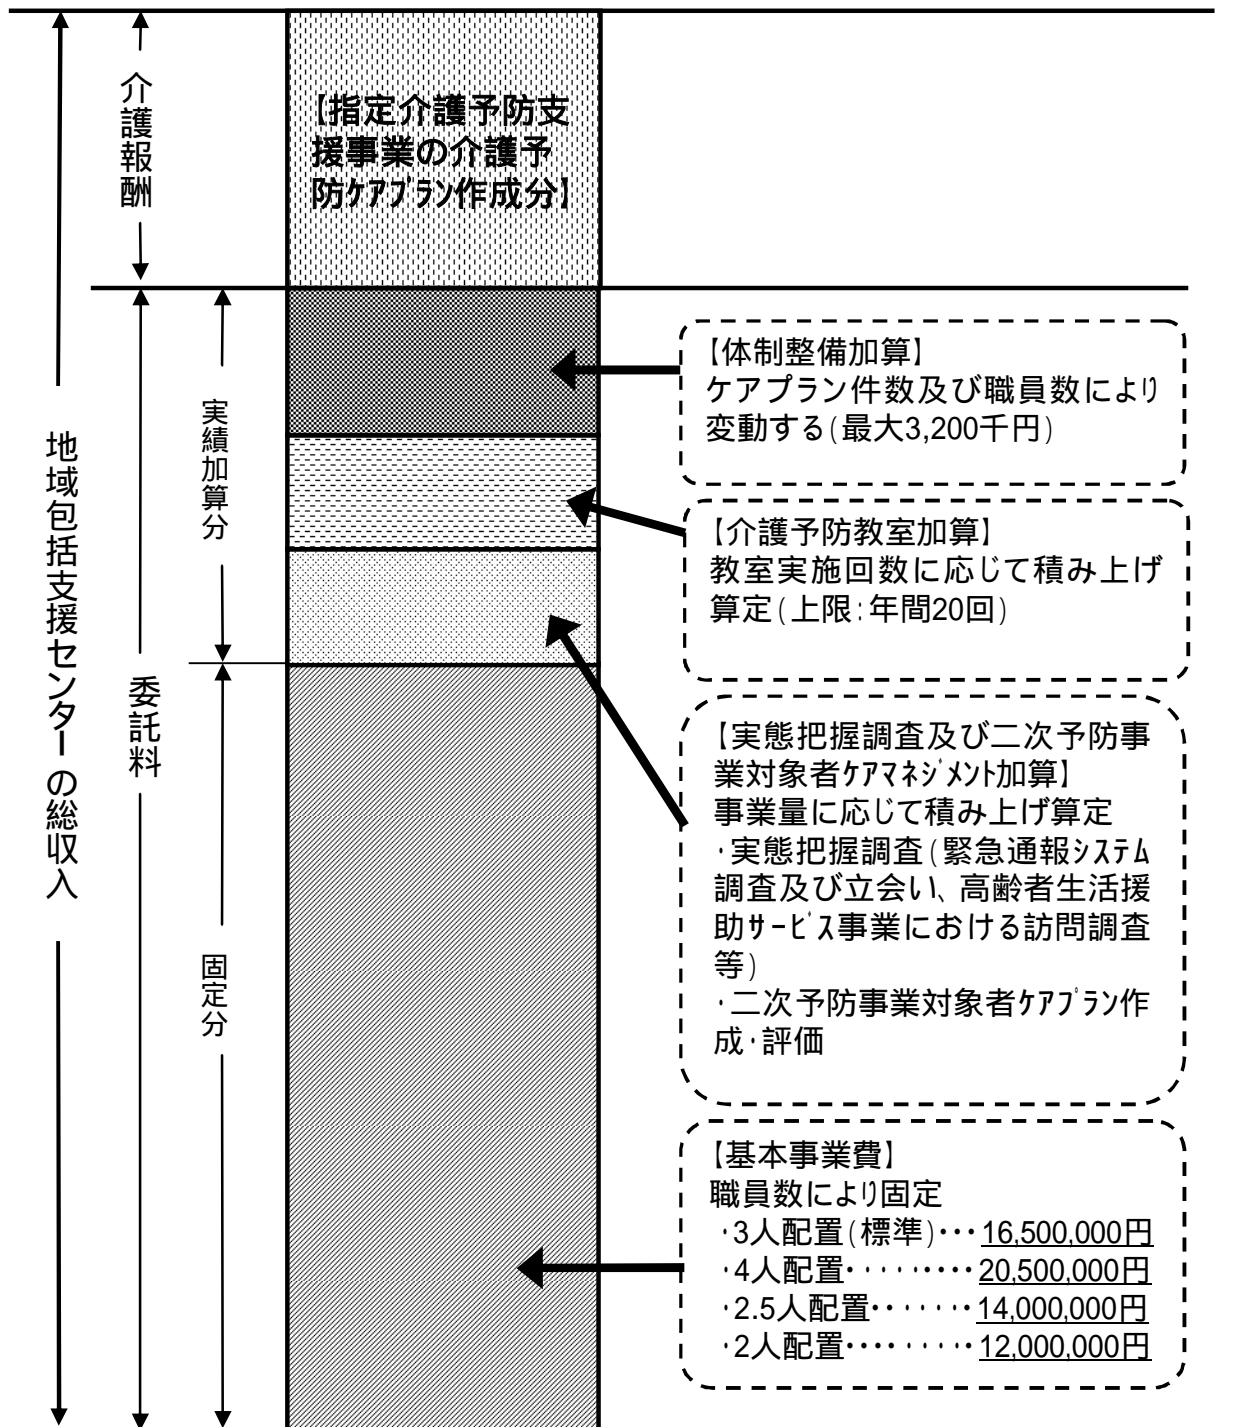 地域包括支援センターの総収入
介護報酬
委託料
実績加算分
固定分
【指定介護予防支
援事業の介護予
防ｹｱﾌﾟﾗﾝ作成分】
【体制整備加算】
ケアプラン件数及び職員数により
変動する(最大3,200千円)
【介護予防教室加算】
教室実施回数に応じて積み上げ
算定(上限:年間20回)
【実態把握調査及び二次予防事
業対象者ｹｱﾏﾈｼﾞﾒﾝﾄ加算】
事業量に応じて積み上げ算定
・実態把握調査(緊急通報ｼｽﾃﾑ
調査及び立会い、高齢者生活援
助ｻｰﾋﾞｽ事業における訪問調査
等)
・二次予防事業対象者ｹｱﾌﾟﾗﾝ作
成・評価
【基本事業費】
職員数により固定
・3人配置(標準)・・・16,500,000円
・4人配置・・・・・・・・・20,500,000円
・2.5人配置・・・・・・・14,000,000円
・2人配置・・・・・・・・・12,000,000円